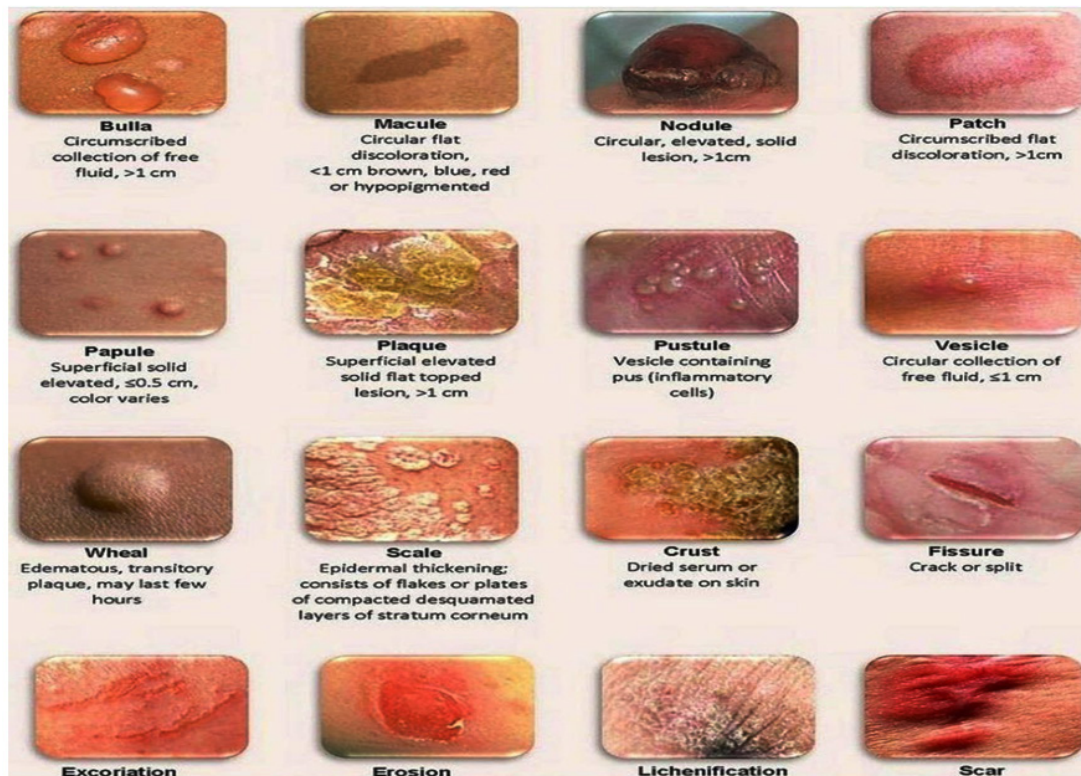 Bulla
Circumscribed
collection of free
fluid, >1 cm
Macule
Circular flat
discoloration,
<1 cm brown, blue, red
or hypopigmented
Nodule
Circular, elevated, solid
lesion, >1cm
Patch
Circumscribed flat
discoloration, >1cm
Papule
Superficial solid
elevated, ≤0.5 cm,
color varies
Plaque
Superficial elevated
solid flat topped
lesion, >1 cm
Pustule
Vesicle containing
pus (inflammatory
cells)
Vesicle
Circular collection of
free fluid, ≤1 cm
Wheal
Edematous, transitory
plaque, may last few
hours
Scale
Epidermal thickening;
consists of flakes or plates
of compacted desquamated
layers of stratum corneum
Crust
Dried serum or
exudate on skin
Fissure
Crack or split
Excoriation
Erosion
Lichenification
Scar